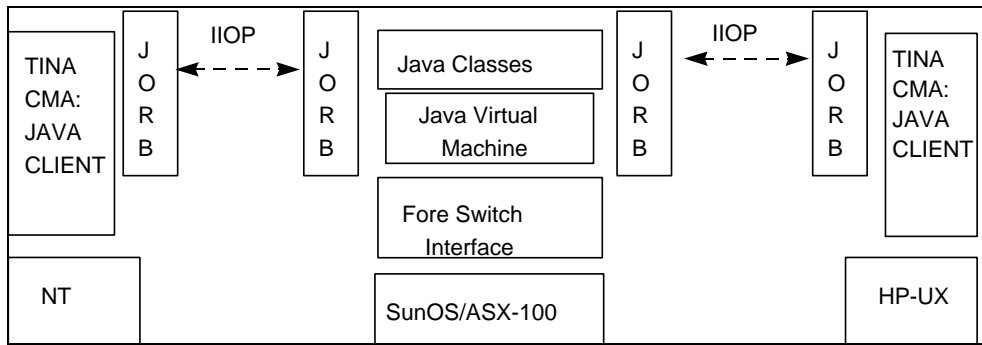 TINA
CMA:
JAVA
CLIENT
J
O
R
B
IIOP
J
O
R
B
Java Classes
Java Virtual
Machine
Fore Switch
Interface
J
O
R
B
IIOP
J
O
R
B
TINA
CMA:
JAVA
CLIENT
NT
SunOS/ASX-100
HP-UX